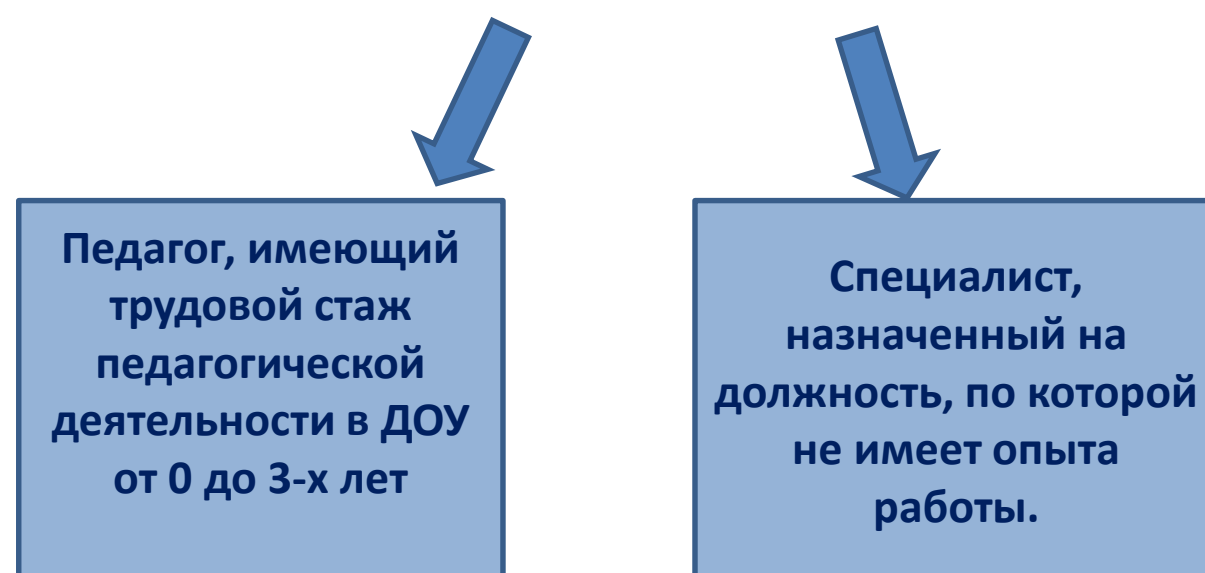 Педагог, имеющий
трудовой стаж
педагогической
деятельности в ДОУ
от 0 до 3-х лет
Специалист,
назначенный на
должность, по которой
не имеет опыта
работы.